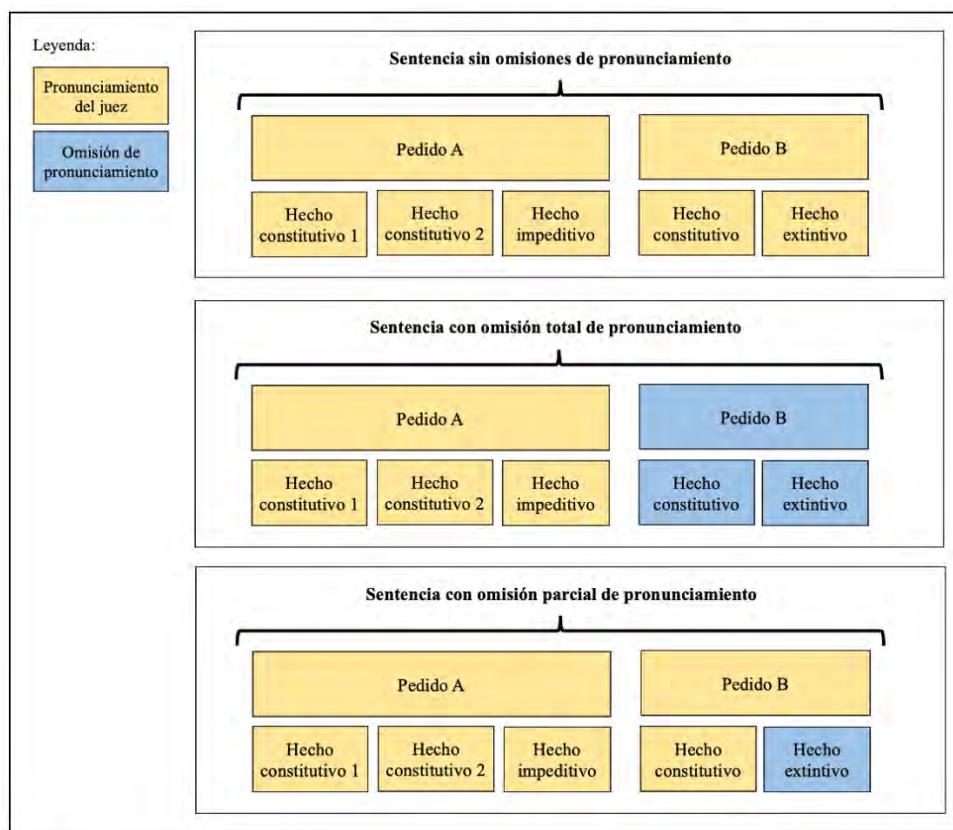 Leyenda:
Pronunciamiento
del juez
Omisión de
pronunciamiento
Sentencia sin omisiones de pronunciamiento
Pedido A
Pedido B
Hecho
constitutivo 1
Hecho
constitutivo 2
Hecho
impeditivo
Hecho
constitutivo
Hecho
extintivo
Sentencia con omisión total de pronunciamiento
Pedido A
Pedido B
Hecho
constitutivo 1
Hecho
constitutivo 2
Hecho
impeditivo
Hecho
constitutivo
Hecho
extintivo
Sentencia con omisión parcial de pronunciamiento
Pedido A
Pedido B
Hecho
constitutivo 1
Hecho
constitutivo 2
Hecho
impeditivo
Hecho
constitutivo
Hecho
extintivo